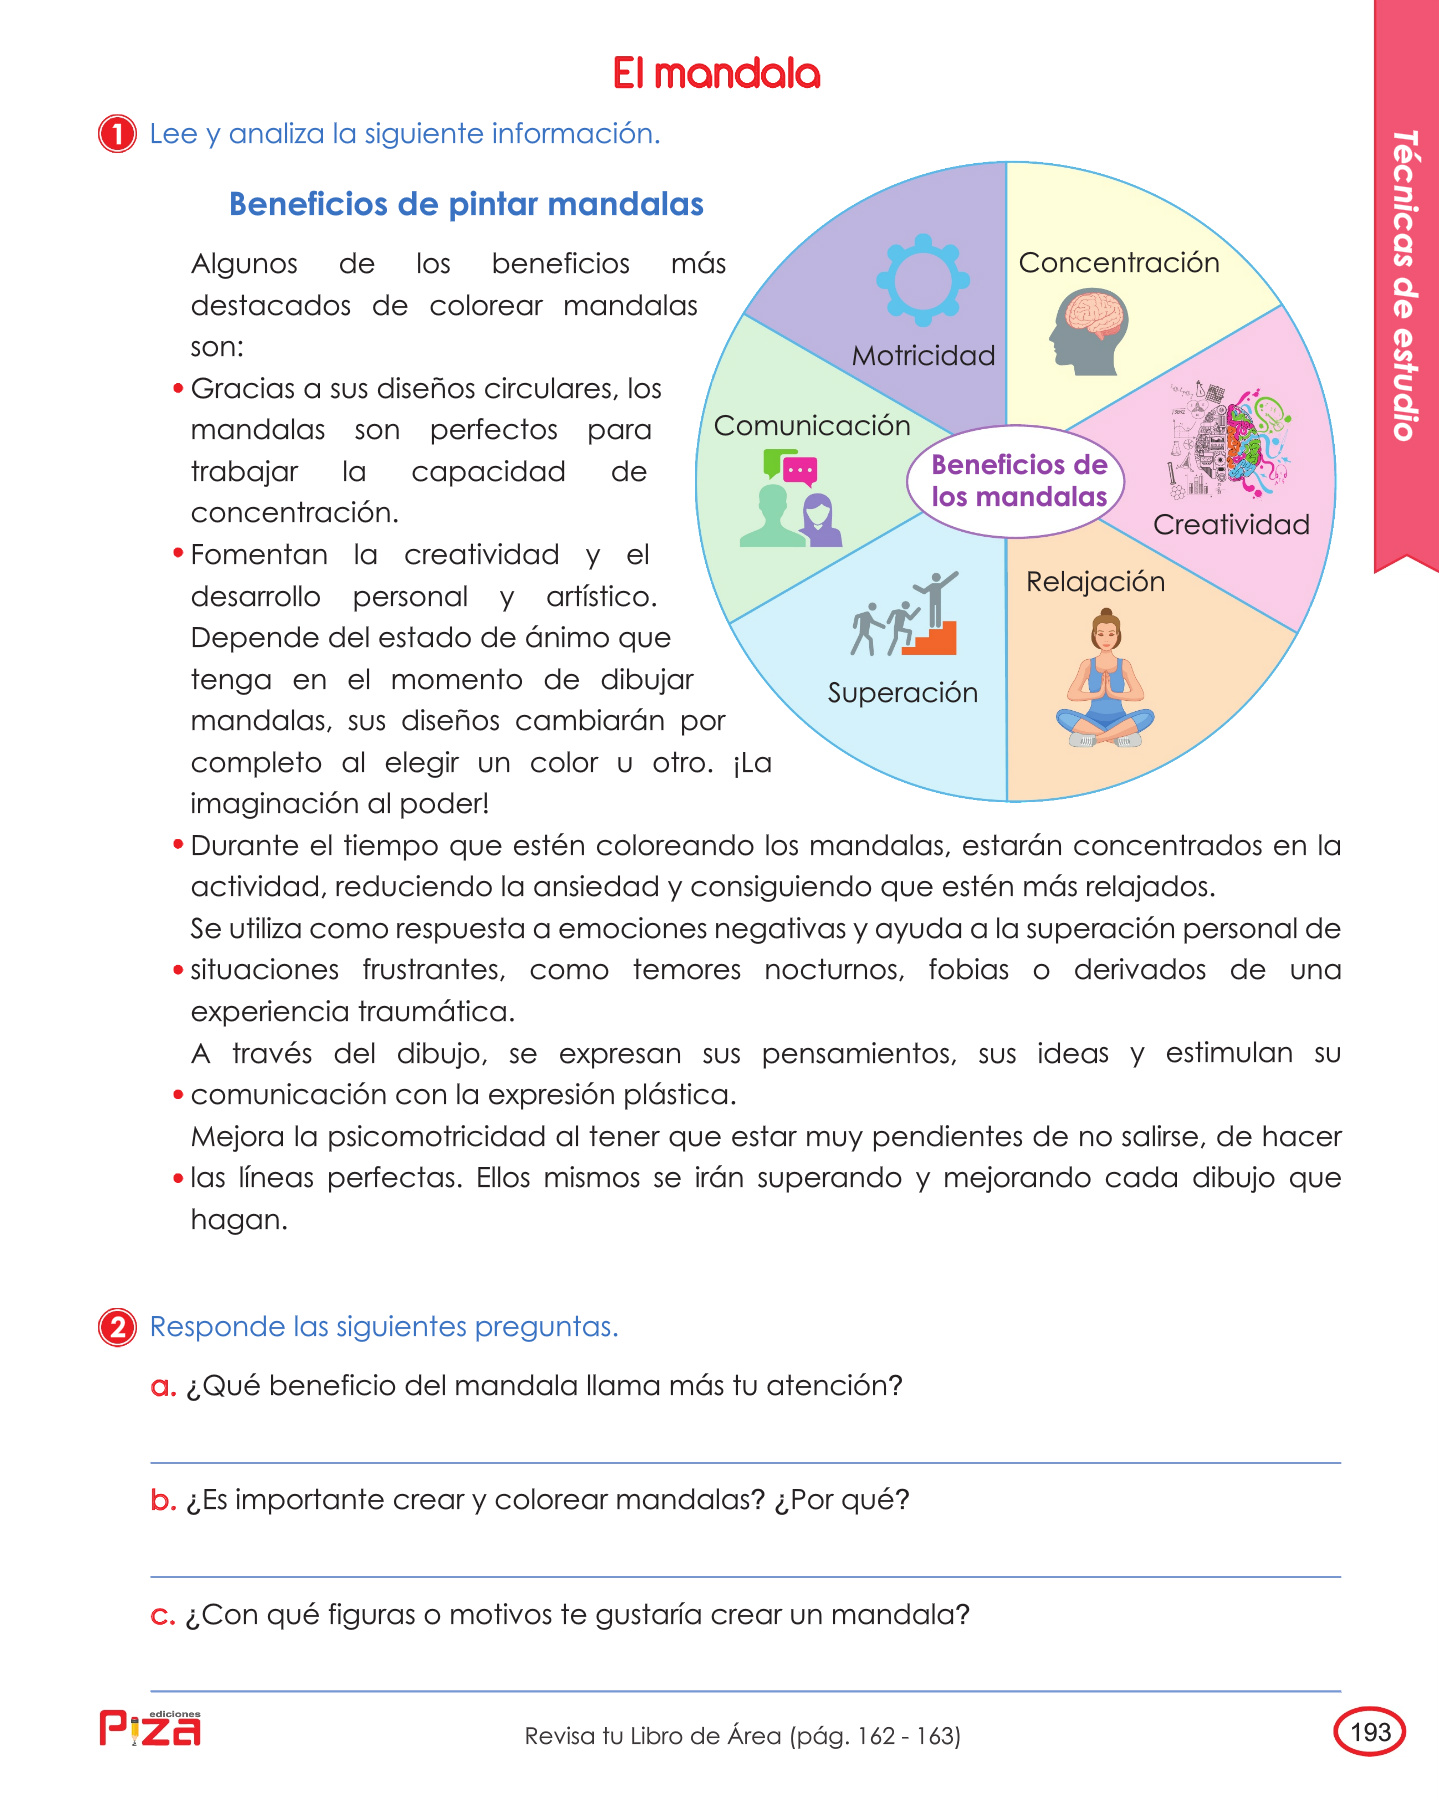 El mandala
1 Lee y analiza la siguiente información.
Beneficios de pintar mandalas
Algunos de los beneficios más
destacados de colorear mandalas
son:
• Gracias a sus diseños circulares, los
mandalas son perfectos para
trabajar la capacidad de
concentración.
• Fomentan la creatividad y el
desarrollo personal y artístico.
Depende del estado de ánimo que
tenga en el momento de dibujar
mandalas, sus diseños cambiarán por
completo al elegir un color u otro. ¡La
imaginación al poder!
• Durante el tiempo que estén coloreando los mandalas, estarán concentrados en la
actividad, reduciendo la ansiedad y consiguiendo que estén más relajados.
Se utiliza como respuesta a emociones negativas y ayuda a la superación personal de
• situaciones frustrantes, como temores nocturnos, fobias o derivados de una
experiencia traumática.
A través del dibujo, se expresan sus pensamientos, sus ideas y estimulan su
• comunicación con la expresión plástica.
Mejora la psicomotricidad al tener que estar muy pendientes de no salirse, de hacer
• las líneas perfectas. Ellos mismos se irán superando y mejorando cada dibujo que
hagan.
Motricidad
Concentración
Comunicación
Beneficios de
los mandalas
Creatividad
Relajación
Superación
Técnicas de estudio
2 Responde las siguientes preguntas.
a. ¿Qué beneficio del mandala llama más tu atención?
b. ¿Es importante crear y colorear mandalas? ¿Por qué?
c. ¿Con qué figuras o motivos te gustaría crear un mandala?
ediciones
Piza
Revisa tu Libro de Área (pág. 162 - 163)
193